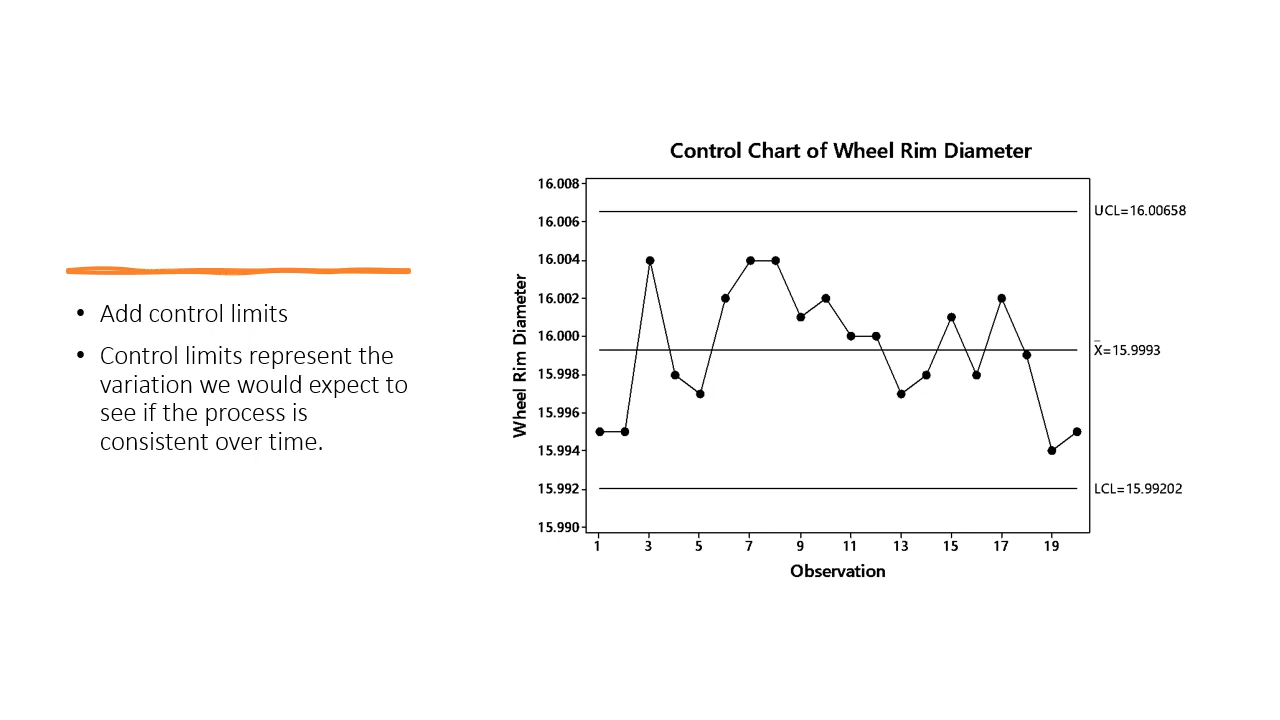 • Add control limits
• Control limits represent the
variation we would expect to
see if the process is
consistent over time.
Control Chart of Wheel Rim Diameter
Wheel Rim Diameter
16.008
16.006
16.004
16.002
16.000
15.998
15.996
15.994
15.992
15.990
UCL=16.00658
X̅=15.9993
LCL=15.99202
1 3 5 7 9 11 13 15 17 19
Observation